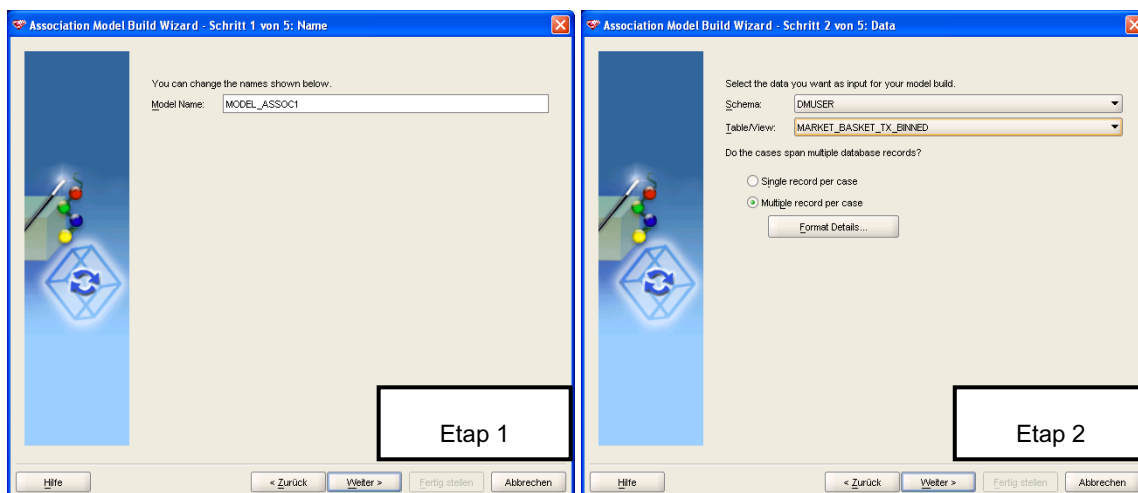 Association Model Build Wizard - Schritt 1 von 5: Name
You can change the names shown below.
Model Name: MODEL_ASSOC1
Etap 1
Hilfe < Zurück Weiter > Fertig stellen Abbrechen
Association Model Build Wizard - Schritt 2 von 5: Data
Select the data you want as input for your model build.
Schema: DMUSER
Table/View: MARKET_BASKET_TX_BINNED
Do the cases span multiple database records?
Single record per case
Multiple record per case
Format Details...
Etap 2
Hilfe < Zurück Weiter > Fertig stellen Abbrechen